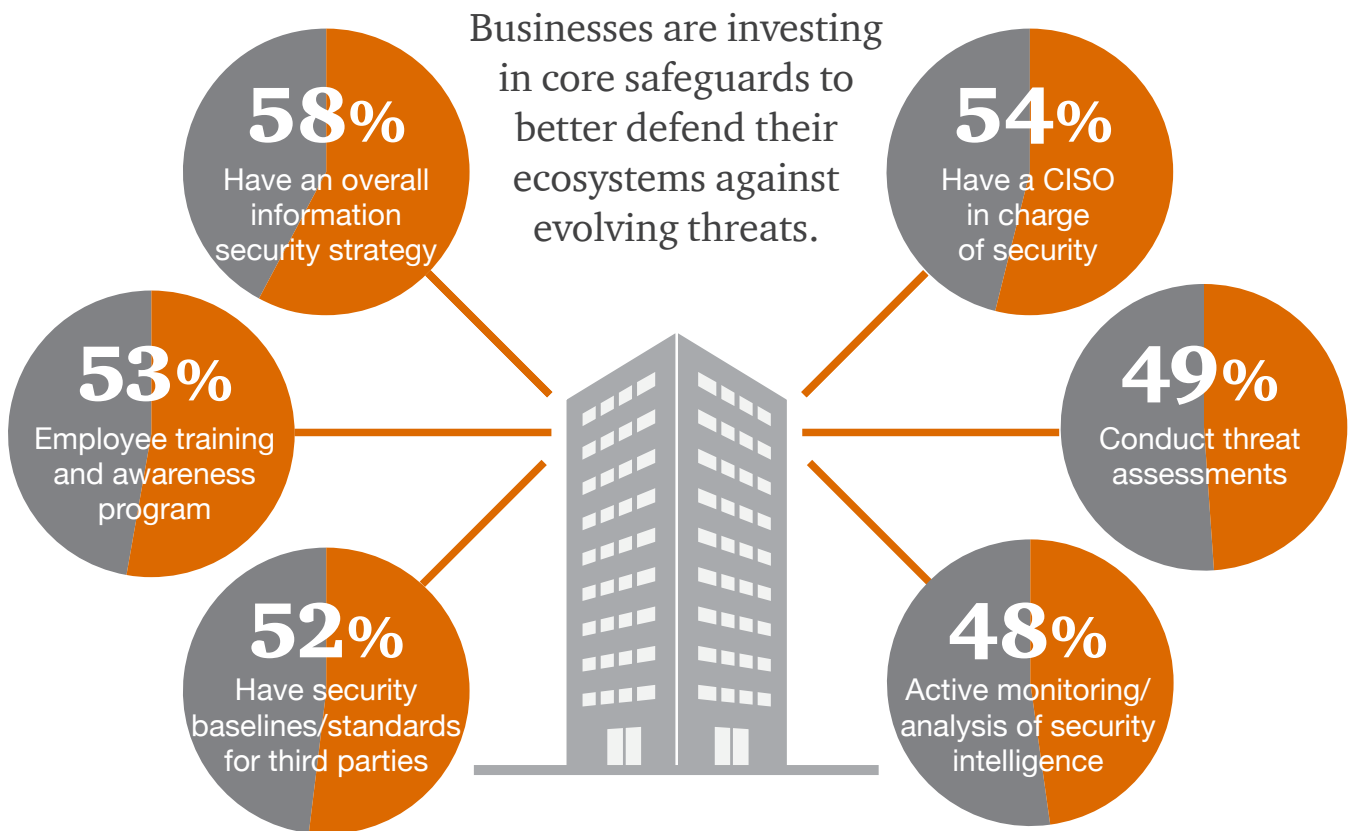 Businesses are investing
in core safeguards to
better defend their
ecosystems against
evolving threats.
58%
Have an overall
information
security strategy
54%
Have a CISO
in charge
of security
53%
Employee training
and awareness
program
49%
Conduct threat
assessments
52%
Have security
baselines/standards
for third parties
48%
Active monitoring/
analysis of security
intelligence